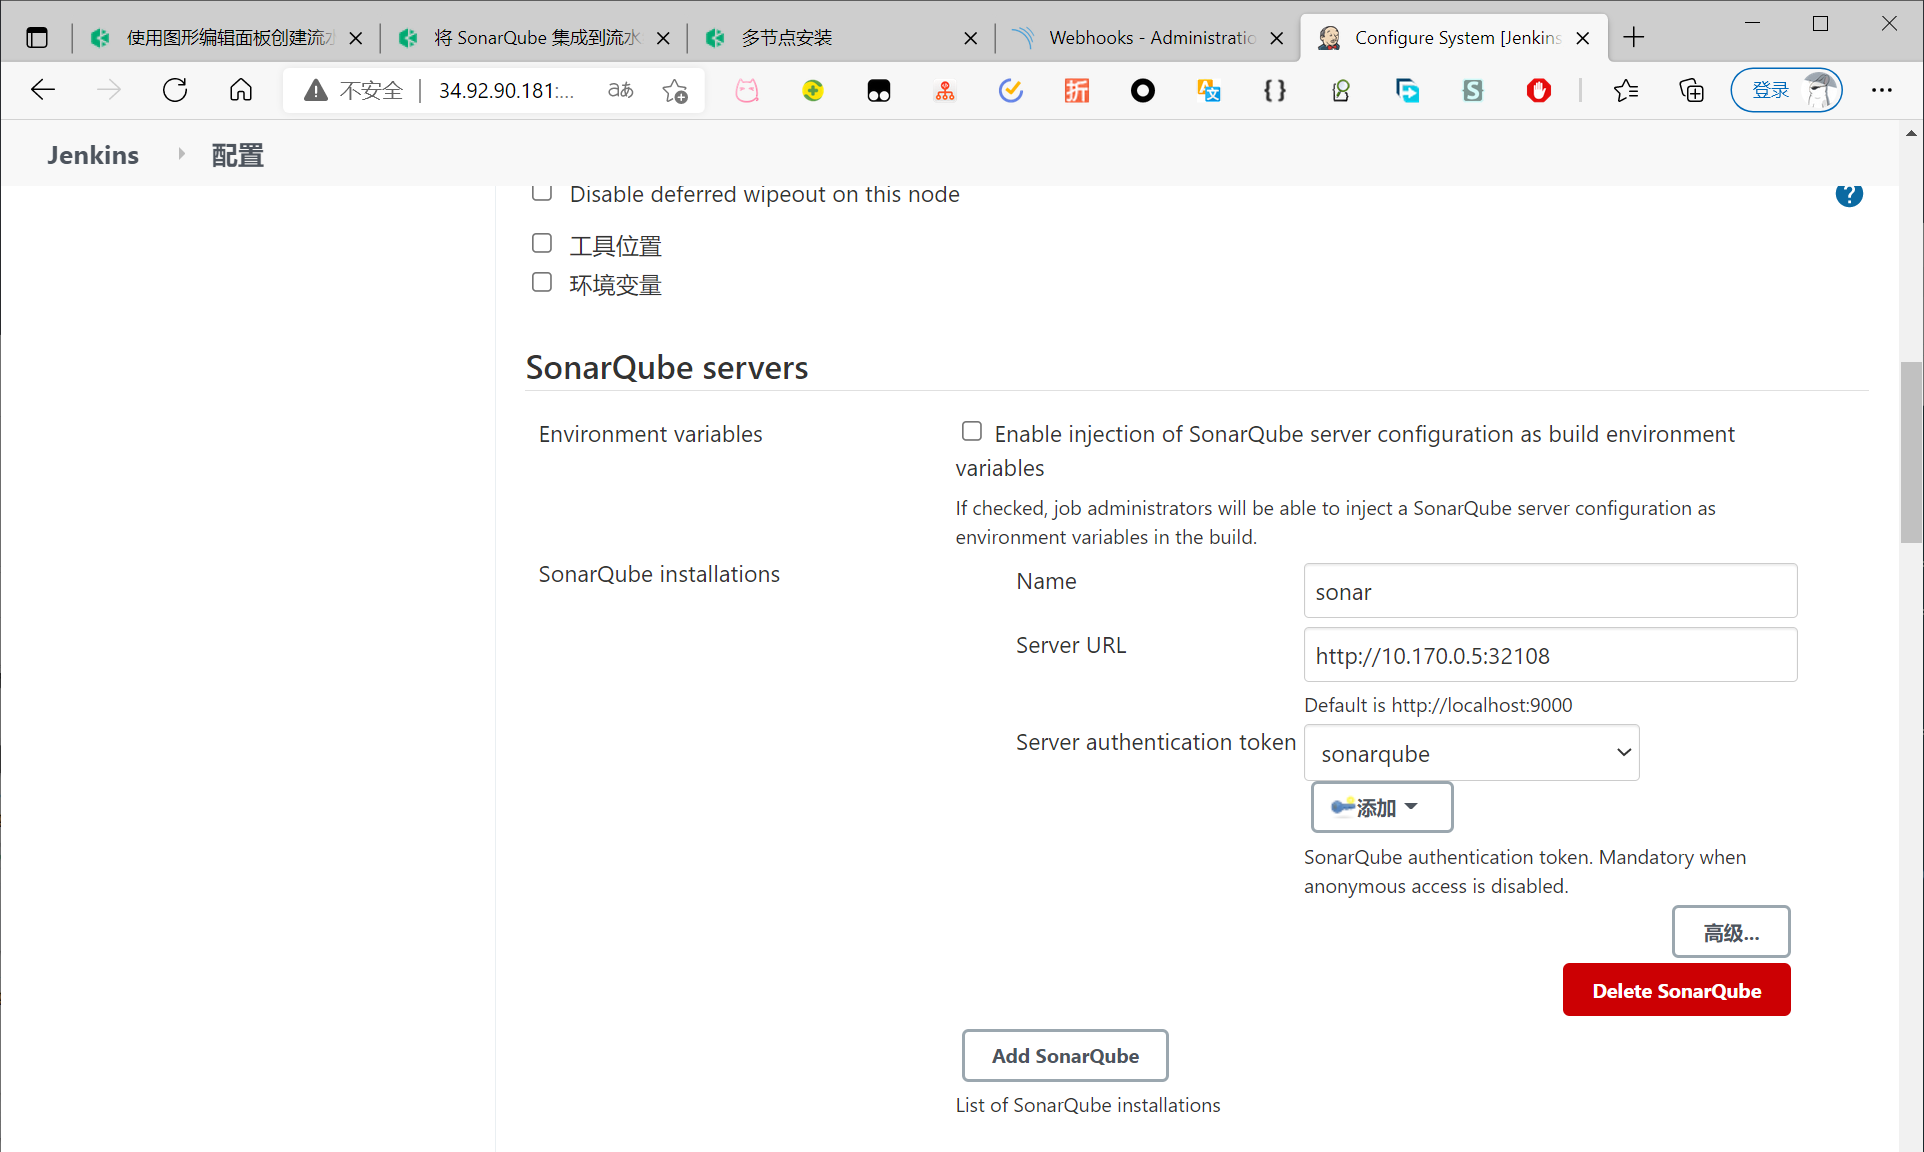 使用图形编辑面板创建流水
将 SonarQube 集成到流水
多节点安装
Webhooks - Administratio
Configure System [Jenkins
不安全
34.92.90.181:...
aあ
登录
Jenkins
配置
Disable deferred wipeout on this node
工具位置
环境变量
SonarQube servers
Environment variables
Enable injection of SonarQube server configuration as build environment
variables
If checked, job administrators will be able to inject a SonarQube server configuration as
environment variables in the build.
SonarQube installations
Name
sonar
Server URL
http://10.170.0.5:32108
Default is http://localhost:9000
Server authentication token
sonarqube
添加
SonarQube authentication token. Mandatory when
anonymous access is disabled.
高级...
Delete SonarQube
Add SonarQube
List of SonarQube installations